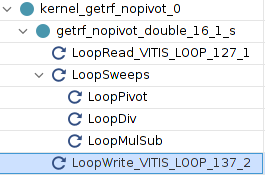 kernel_getrf_nopivot_0
getrf_nopivot_double_16_1_s
LoopRead_VITIS_LOOP_127_1
LoopSweeps
LoopPivot
LoopDiv
LoopMulSub
LoopWrite_VITIS_LOOP_137_2